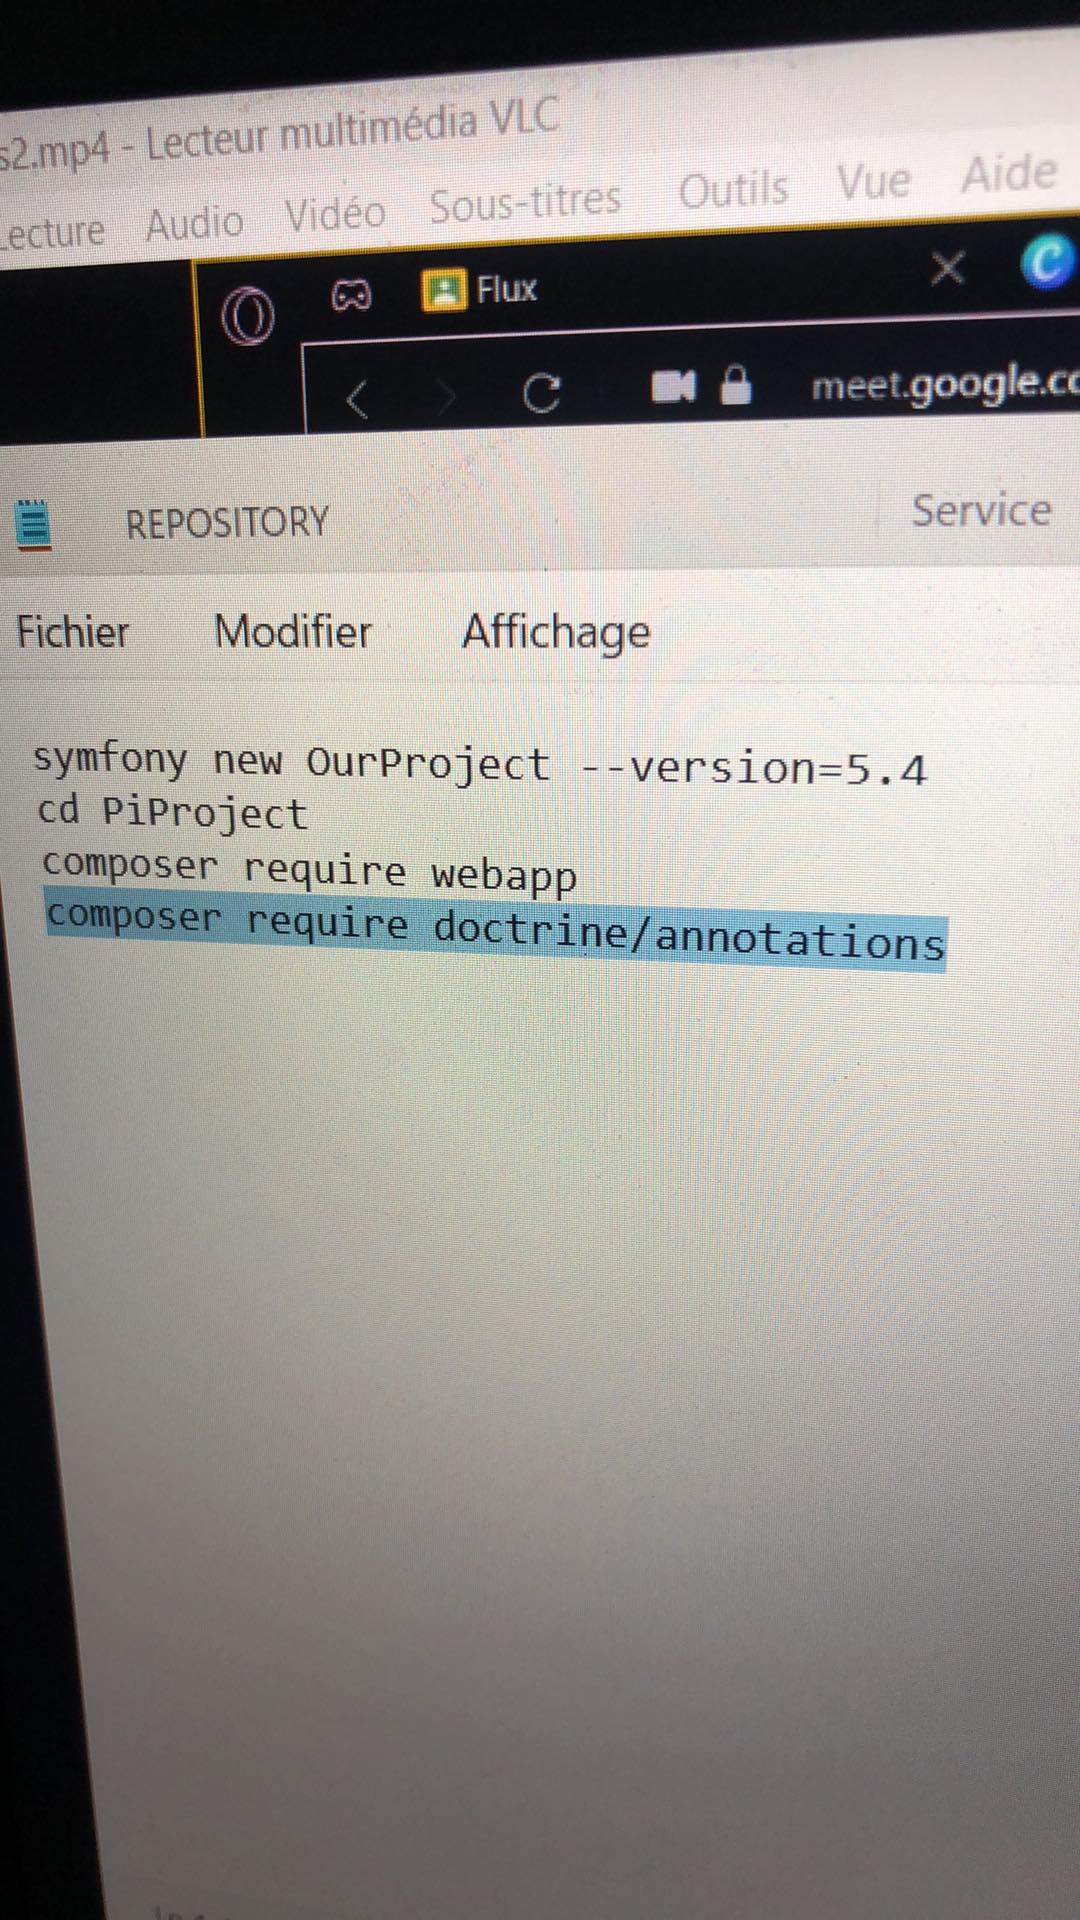 s2.mp4 - Lecteur multimédia VLC
Lecture Audio Vidéo Sous-titres Outils Vue Aide
Flux
meet.google.co
REPOSITORY Service
Fichier Modifier Affichage
symfony new OurProject --version=5.4
cd PiProject
composer require webapp
composer require doctrine/annotations